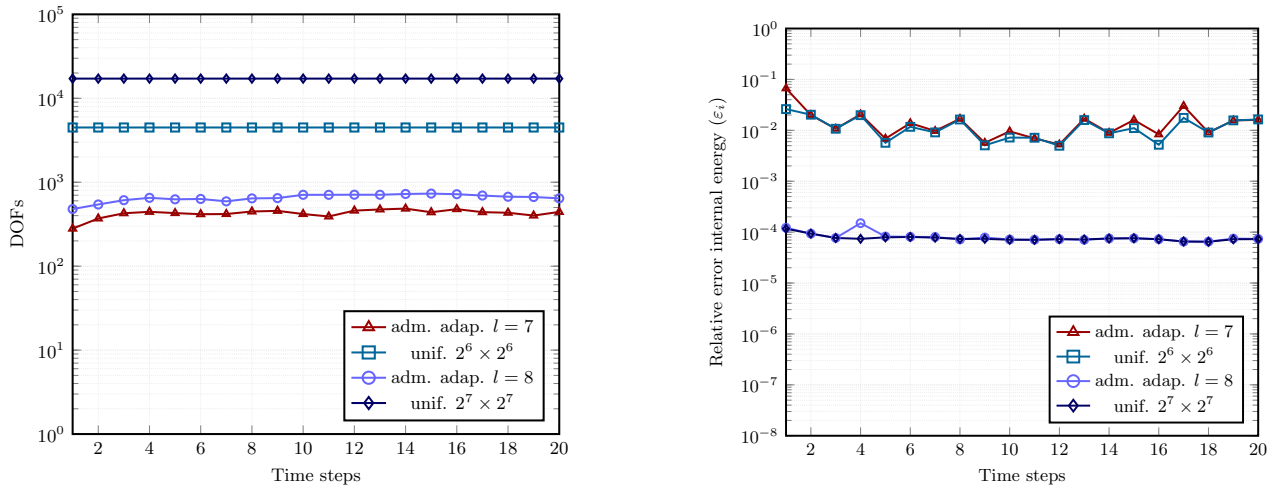 10^5
10^4
10^3
10^2
10^1
10^0
DOFs
2 4 6 8 10 12 14 16 18 20
Time steps
adm. adap. l = 7
unif. 2^6 × 2^6
adm. adap. l = 8
unif. 2^7 × 2^7
10^0
10^−1
10^−2
10^−3
10^−4
10^−5
10^−6
10^−7
10^−8
Relative error internal energy (ε_i)
2 4 6 8 10 12 14 16 18 20
Time steps
adm. adap. l = 7
unif. 2^6 × 2^6
adm. adap. l = 8
unif. 2^7 × 2^7